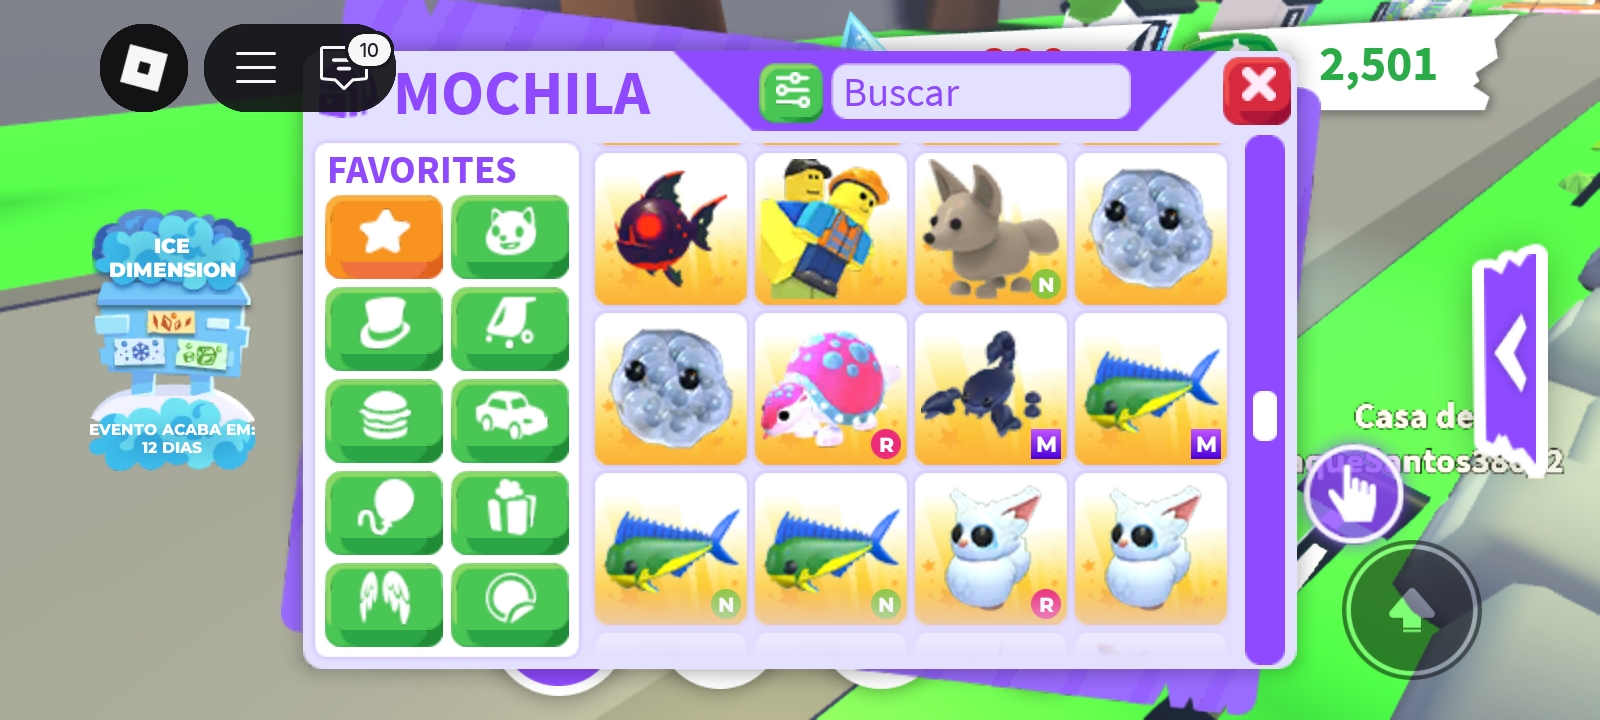 10
MOCHILA
Buscar
2,501
FAVORITES
N
R
M
M
N
N
R
ICE
DIMENSION
EVENTO ACABA EM:
12 DIAS
Casa de